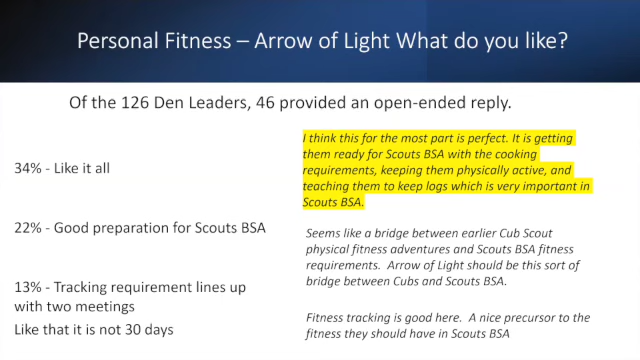 Personal Fitness – Arrow of Light What do you like?
Of the 126 Den Leaders, 46 provided an open-ended reply.
34% - Like it all
22% - Good preparation for Scouts BSA
13% - Tracking requirement lines up
with two meetings
Like that it is not 30 days
I think this for the most part is perfect. It is getting
them ready for Scouts BSA with the cooking
requirements, keeping them physically active, and
teaching them to keep logs which is very important in
Scouts BSA.
Seems like a bridge between earlier Cub Scout
physical fitness adventures and Scouts BSA fitness
requirements. Arrow of Light should be this sort of
bridge between Cubs and Scouts BSA.
Fitness tracking is good here. A nice precursor to the
fitness they should have in Scouts BSA